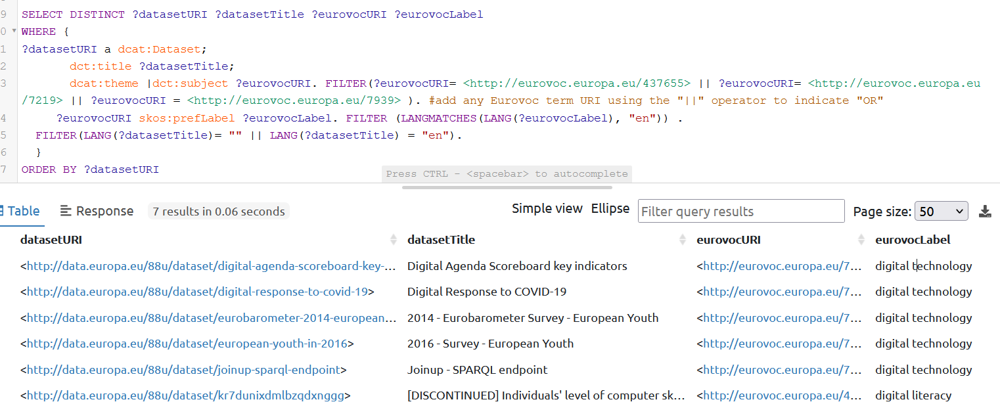 9 SELECT DISTINCT ?datasetURI ?datasetTitle ?eurovocURI ?eurovocLabel
0 WHERE {
1 ?datasetURI a dcat:Dataset;
2 dct:title ?datasetTitle;
3 dcat:theme |dct:subject ?eurovocURI. FILTER(?eurovocURI= <http://eurovoc.europa.eu/437655> || ?eurovocURI= <http://eurovoc.europa.eu
/7219> || ?eurovocURI = <http://eurovoc.europa.eu/7939> ). #add any Eurovoc term URI using the "||" operator to indicate "OR"
4 ?eurovocURI skos:prefLabel ?eurovocLabel. FILTER (LANGMATCHES(LANG(?eurovocLabel), "en")) .
5 FILTER(LANG(?datasetTitle)= "" || LANG(?datasetTitle) = "en").
6 }
7 ORDER BY ?datasetURI
Press CTRL - <spacebar> to autocomplete
Table Response 7 results in 0.06 seconds Simple view Ellipse Filter query results Page size: 50
datasetURI datasetTitle eurovocURI eurovocLabel
<http://data.europa.eu/88u/dataset/digital-agenda-scoreboard-key-... Digital Agenda Scoreboard key indicators <http://eurovoc.europa.eu/7... digital technology
<http://data.europa.eu/88u/dataset/digital-response-to-covid-19> Digital Response to COVID-19 <http://eurovoc.europa.eu/7... digital technology
<http://data.europa.eu/88u/dataset/eurobarometer-2014-european... 2014 - Eurobarometer Survey - European Youth <http://eurovoc.europa.eu/7... digital technology
<http://data.europa.eu/88u/dataset/european-youth-in-2016> 2016 - Survey - European Youth <http://eurovoc.europa.eu/7... digital technology
<http://data.europa.eu/88u/dataset/joinup-sparql-endpoint> Joinup - SPARQL endpoint <http://eurovoc.europa.eu/7... digital technology
<http://data.europa.eu/88u/dataset/kr7dunixdmlbzqdxnggg> [DISCONTINUED] Individuals' level of computer sk... <http://eurovoc.europa.eu/4... digital literacy